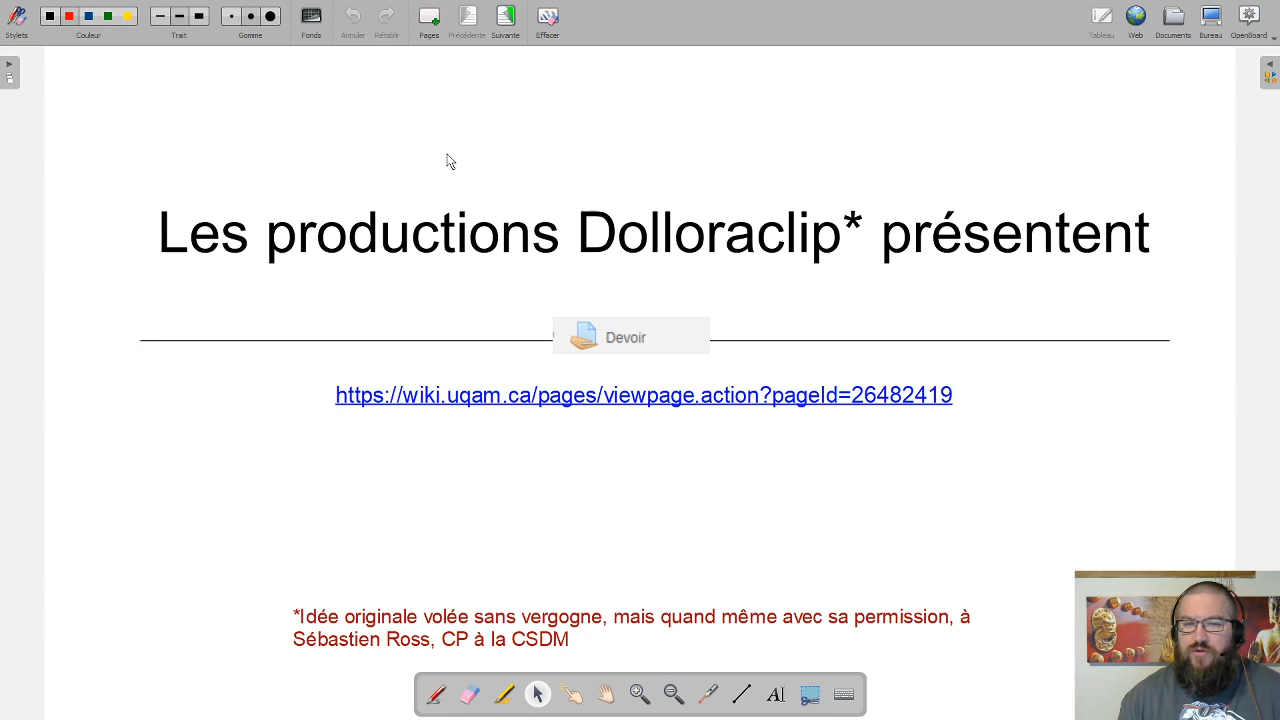 Stylets
Couleur
Trait
Gomme
Fonds
Annuler
Rétablir
Pages
Précédente
Suivante
Effacer
Tableau
Web
Documents
Bureau
OpenBoard
Les productions Dolloraclip* présentent
Devoir
https://wiki.uqam.ca/pages/viewpage.action?pageId=26482419
*Idée originale volée sans vergogne, mais quand même avec sa permission, à
Sébastien Ross, CP à la CSDM
AI